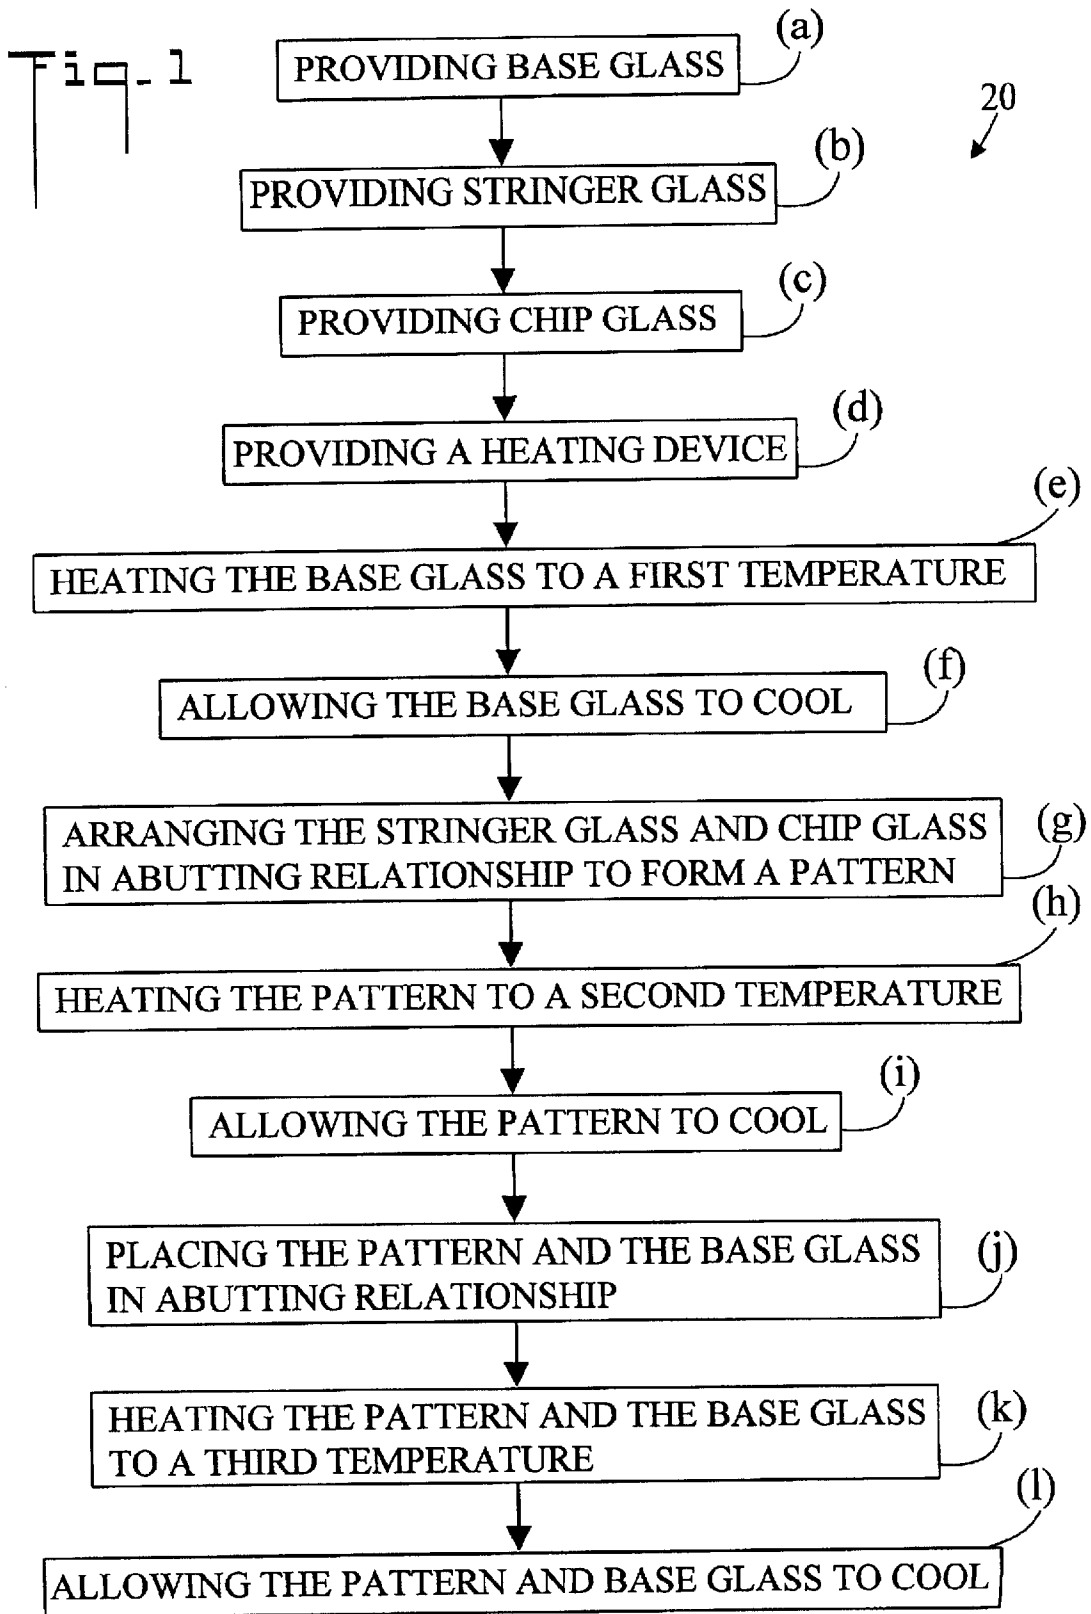 Fig. 1
20
PROVIDING BASE GLASS
(a)
PROVIDING STRINGER GLASS
(b)
PROVIDING CHIP GLASS
(c)
PROVIDING A HEATING DEVICE
(d)
HEATING THE BASE GLASS TO A FIRST TEMPERATURE
(e)
ALLOWING THE BASE GLASS TO COOL
(f)
ARRANGING THE STRINGER GLASS AND CHIP GLASS
IN ABUTTING RELATIONSHIP TO FORM A PATTERN
(g)
HEATING THE PATTERN TO A SECOND TEMPERATURE
(h)
ALLOWING THE PATTERN TO COOL
(i)
PLACING THE PATTERN AND THE BASE GLASS
IN ABUTTING RELATIONSHIP
(j)
HEATING THE PATTERN AND THE BASE GLASS
TO A THIRD TEMPERATURE
(k)
ALLOWING THE PATTERN AND BASE GLASS TO COOL
(l)